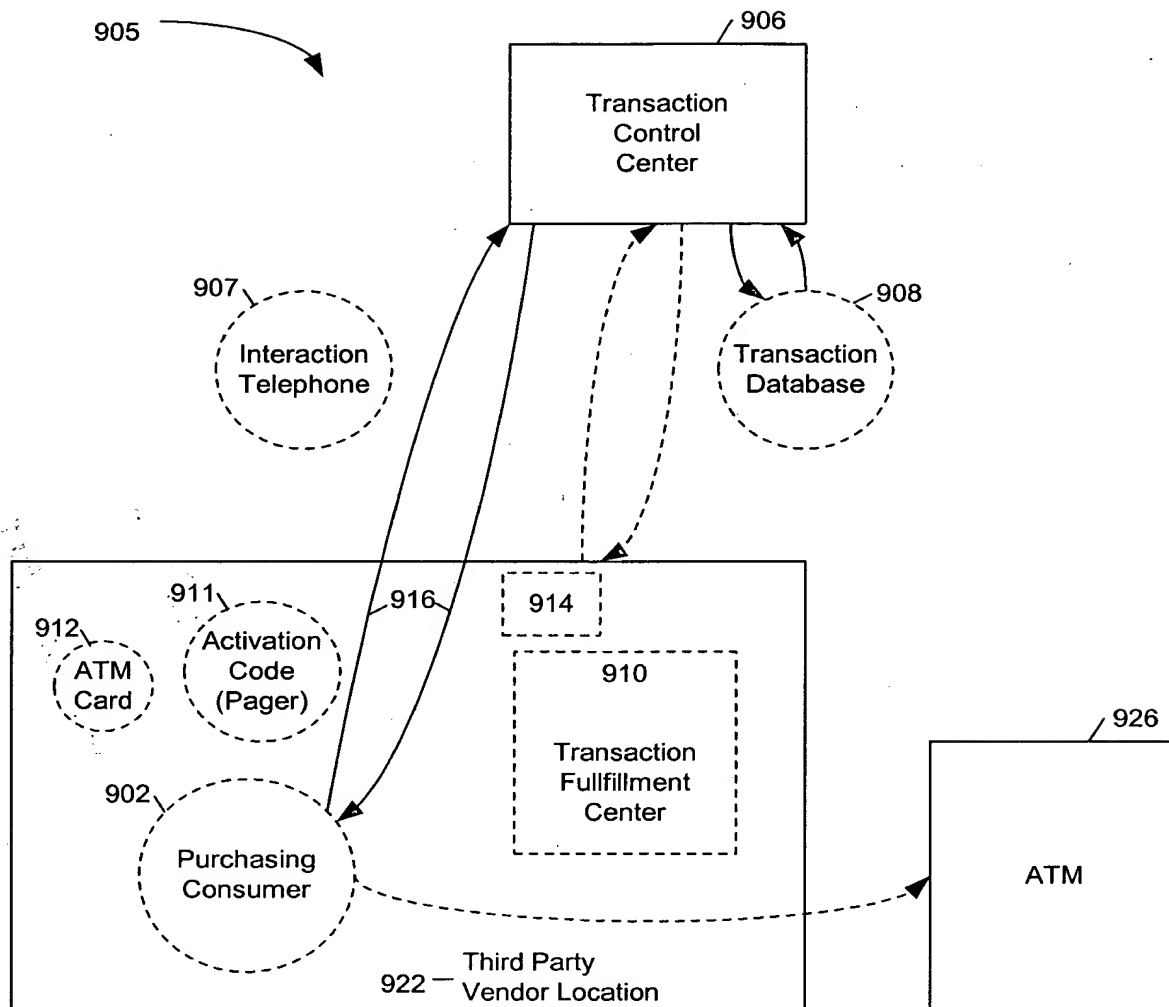 905
906
Transaction
Control
Center
907
Interaction
Telephone
908
Transaction
Database
911
Activation
Code
(Pager)
912
ATM
Card
916
914
910
Transaction
Fullfillment
Center
926
ATM
902
Purchasing
Consumer
922
Third Party
Vendor Location